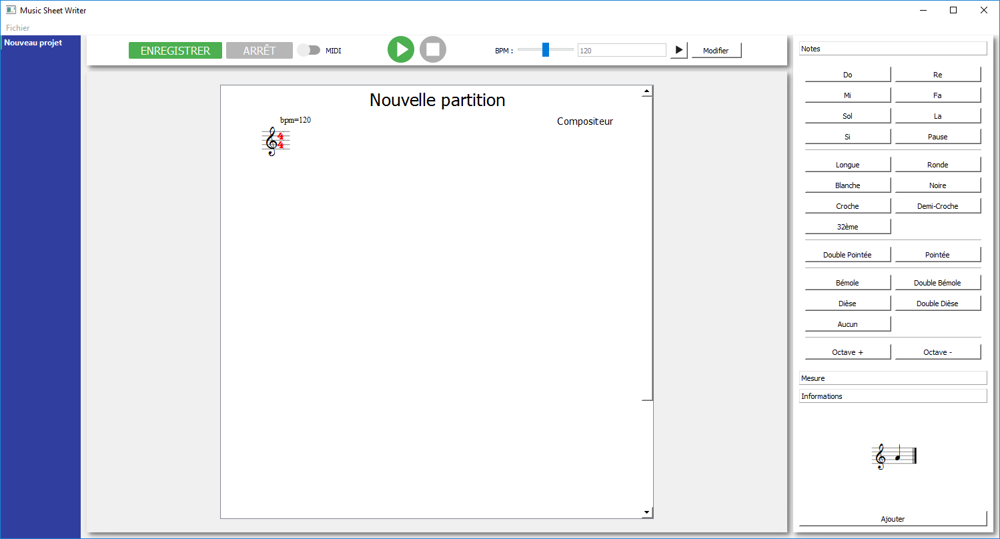 Music Sheet Writer
Fichier
Nouveau projet
ENREGISTRER ARRÊT MIDI BPM : 120 Modifier
Nouvelle partition
bpm=120 Compositeur
4
4
Notes
Do Re
Mi Fa
Sol La
Si Pause
Longue Ronde
Blanche Noire
Croche Demi-Croche
32ème
Double Pointée Pointée
Bémole Double Bémole
Dièse Double Dièse
Aucun
Octave + Octave -
Mesure
Informations
Ajouter